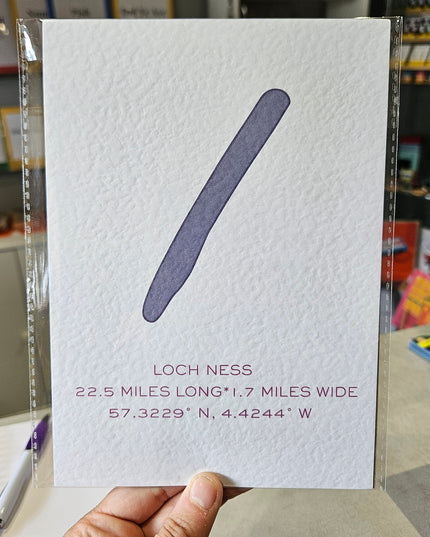 LOCH NESS
22.5 MILES LONG*1.7 MILES WIDE
57.3229° N, 4.4244° W